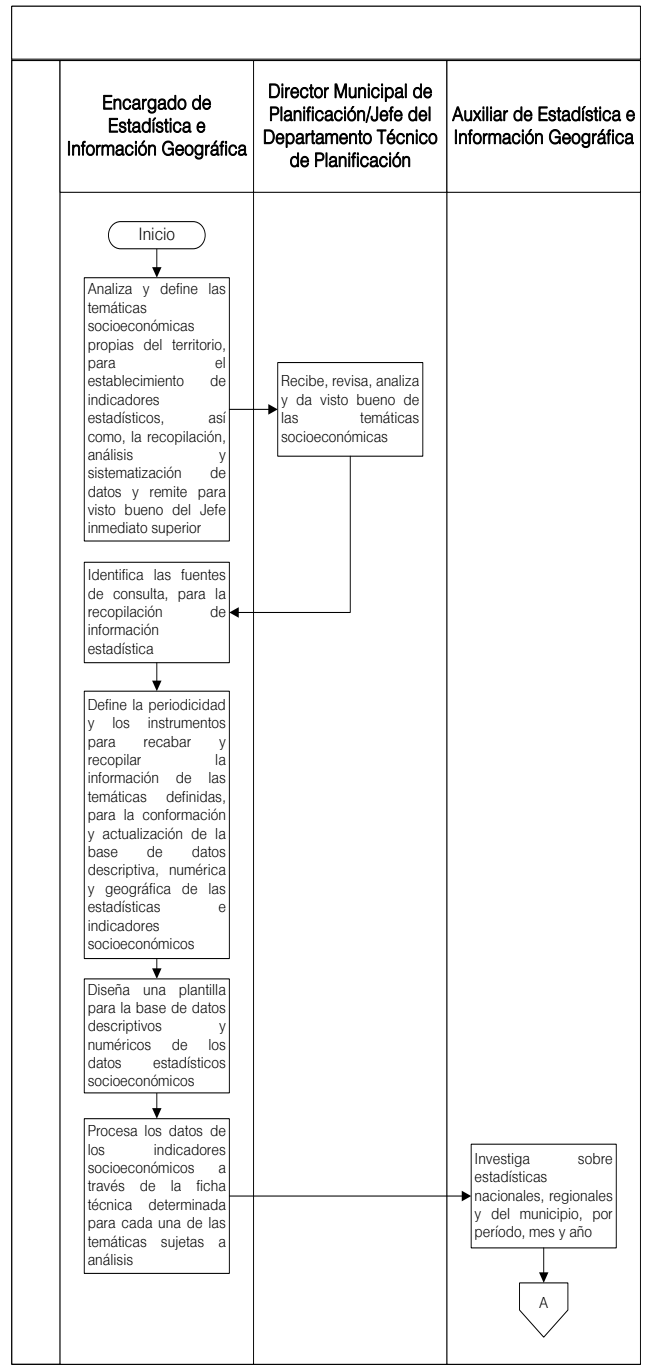 Encargado de
Estadística e
Información Geográfica
Director Municipal de
Planificación/Jefe del
Departamento Técnico
de Planificación
Auxiliar de Estadística e
Información Geográfica
Inicio
Analiza y define las
temáticas
socioeconómicas
propias del territorio,
para el
establecimiento de
indicadores
estadísticos, así
como, la recopilación,
análisis y
sistematización de
datos y remite para
visto bueno del Jefe
inmediato superior
Recibe, revisa, analiza
y da visto bueno de
las temáticas
socioeconómicas
Identifica las fuentes
de consulta, para la
recopilación de
información
estadística
Define la periodicidad
y los instrumentos
para recabar y
recopilar la
información de las
temáticas definidas,
para la conformación
y actualización de la
base de datos
descriptiva, numérica
y geográfica de las
estadísticas e
indicadores
socioeconómicos
Diseña una plantilla
para la base de datos
descriptivos y
numéricos de los
datos estadísticos
socioeconómicos
Procesa los datos de
los indicadores
socioeconómicos a
través de la ficha
técnica determinada
para cada una de las
temáticas sujetas a
análisis
Investiga sobre
estadísticas
nacionales, regionales
y del municipio, por
período, mes y año
A